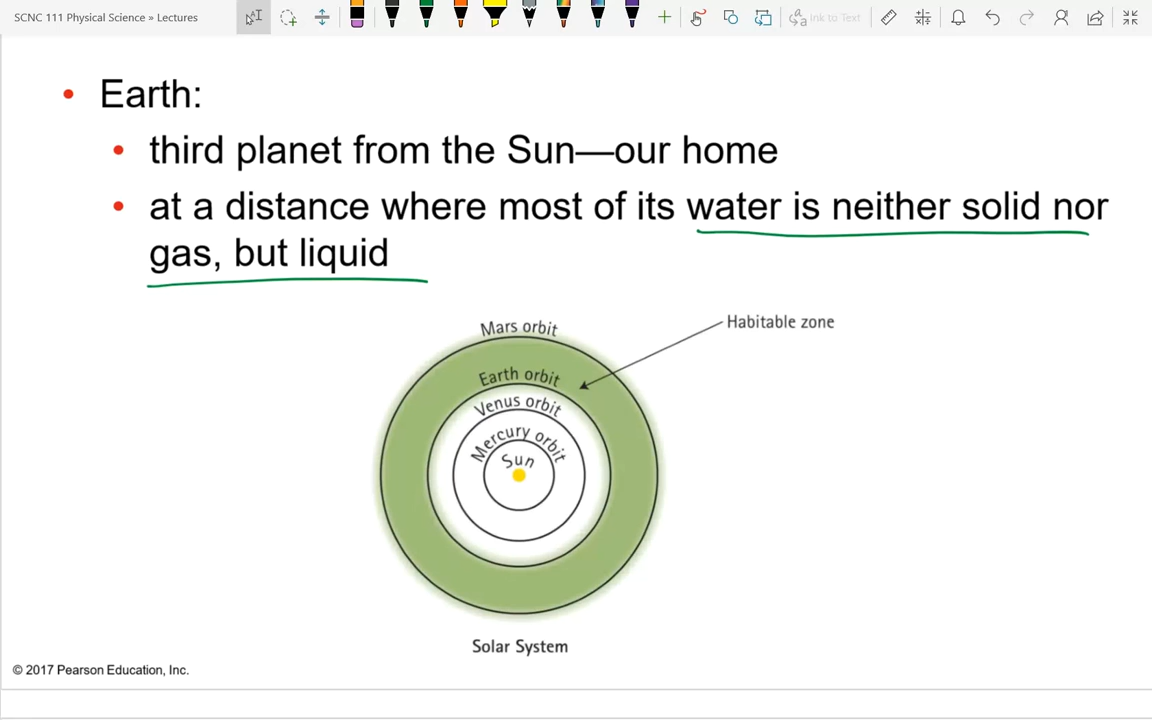 SCNC 111 Physical Science » Lectures
Ink to Text
• Earth:
• third planet from the Sun—our home
• at a distance where most of its water is neither solid nor
gas, but liquid
Habitable zone
Mars orbit
Earth orbit
Venus orbit
Mercury orbit
Sun
Solar System
© 2017 Pearson Education, Inc.